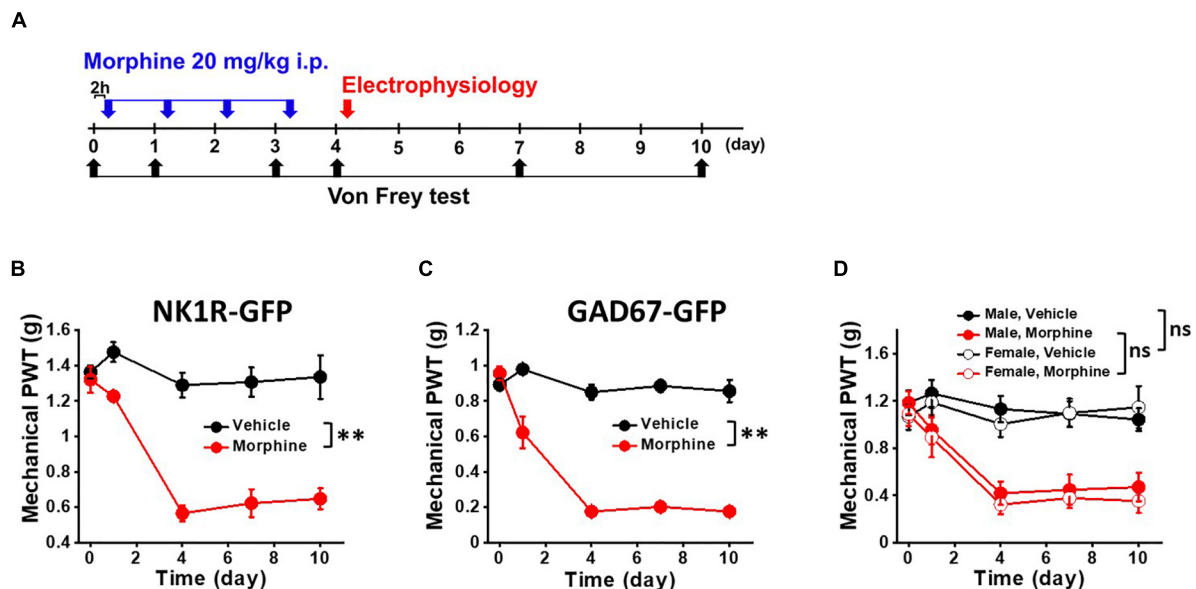 A
Morphine 20 mg/kg i.p.
2h
Electrophysiology
0 1 2 3 4 5 6 7 8 9 10 (day)
Von Frey test
B
NK1R-GFP
Mechanical PWT (g)
1.6
1.4
1.2
1
0.8
0.6
0.4
Vehicle
Morphine
**
0 2 4 6 8 10
Time (day)
C
GAD67-GFP
Mechanical PWT (g)
1.2
1
0.8
0.6
0.4
0.2
0
Vehicle
Morphine
**
0 2 4 6 8 10
Time (day)
D
Male, Vehicle
Male, Morphine
Female, Vehicle
Female, Morphine
ns
ns
Mechanical PWT (g)
1.6
1.2
0.8
0.4
0
0 2 4 6 8 10
Time (day)